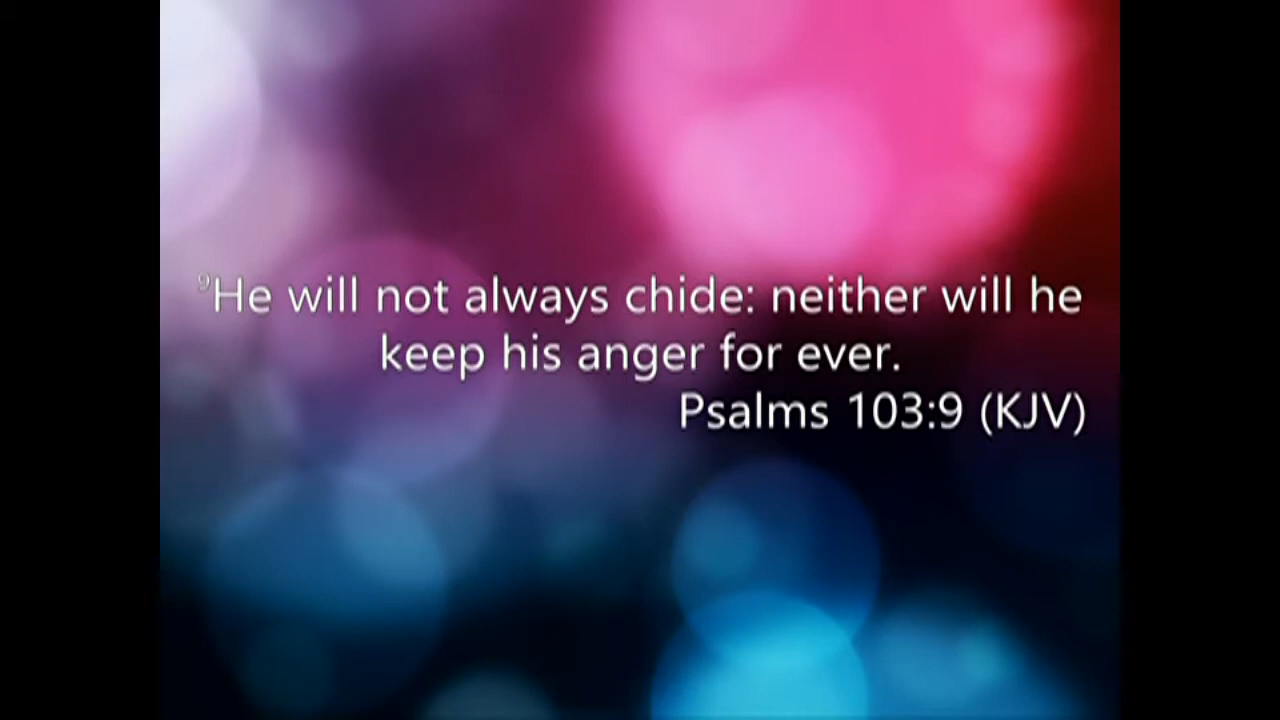 ⁹He will not always chide: neither will he
keep his anger for ever.
Psalms 103:9 (KJV)